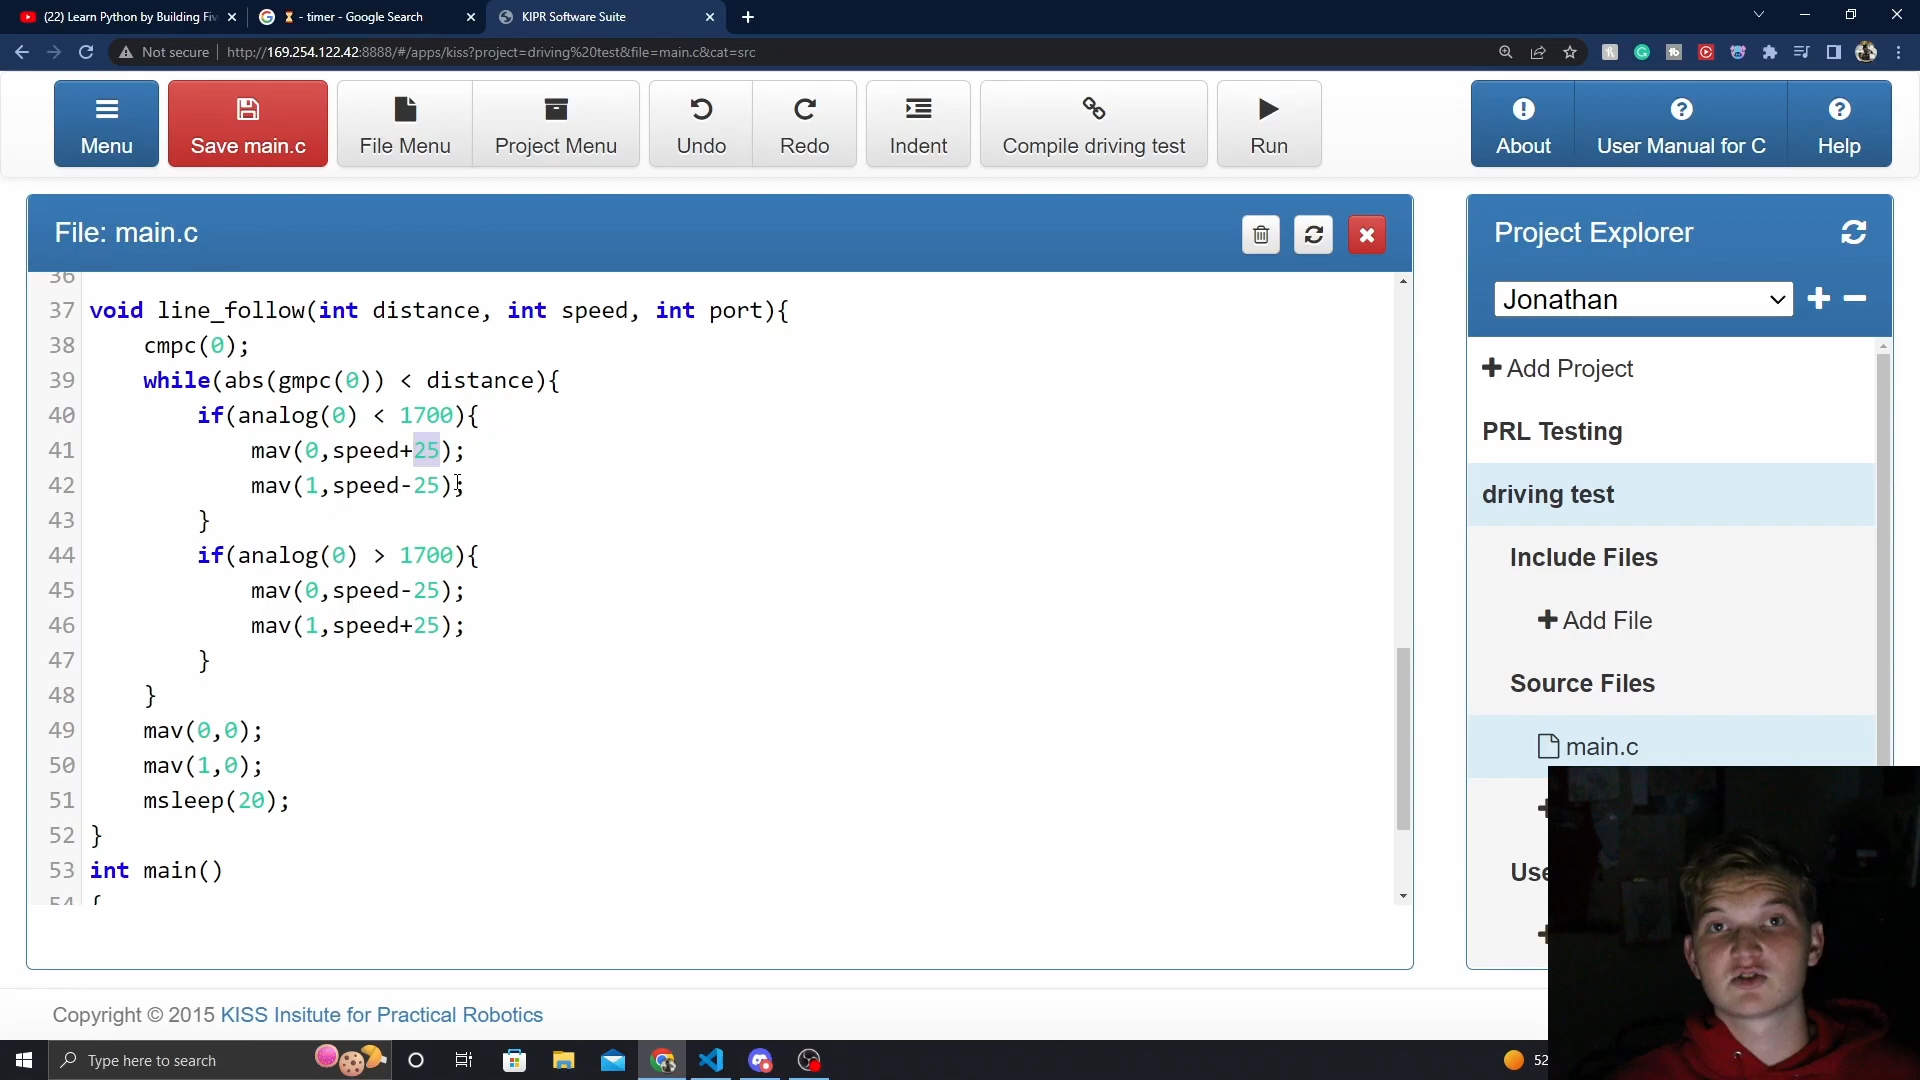 (22) Learn Python by Building Fiv
- timer - Google Search
KIPR Software Suite
Not secure
http://169.254.122.42:8888/#/apps/kiss?project=driving%20test&file=main.c&cat=src
Menu
Save main.c
File Menu
Project Menu
Undo
Redo
Indent
Compile driving test
Run
About
User Manual for C
Help
File: main.c
36
37 void line_follow(int distance, int speed, int port){
38 cmpc(0);
39 while(abs(gmpc(0)) < distance){
40 if(analog(0) < 1700){
41 mav(0,speed+25);
42 mav(1,speed-25);
43 }
44 if(analog(0) > 1700){
45 mav(0,speed-25);
46 mav(1,speed+25);
47 }
48 }
49 mav(0,0);
50 mav(1,0);
51 msleep(20);
52 }
53 int main()
54 {
Project Explorer
Jonathan
Add Project
PRL Testing
driving test
Include Files
Add File
Source Files
main.c
Use
Copyright © 2015 KISS Insitute for Practical Robotics
Type here to search
52